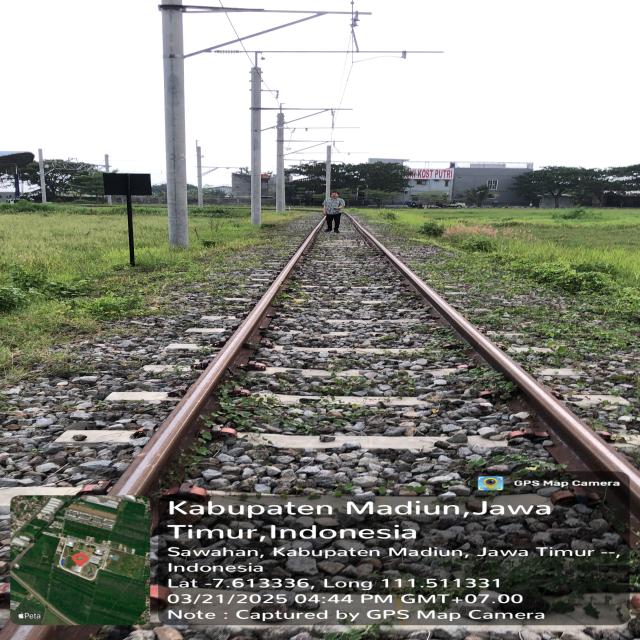 KOST PUTRI
GPS Map Camera
Kabupaten Madiun,Jawa
Timur,Indonesia
Sawahan, Kabupaten Madiun, Jawa Timur --,
Indonesia
Lat -7.613336, Long 111.511331
03/21/2025 04:44 PM GMT+07.00
Note : Captured by GPS Map Camera
Peta